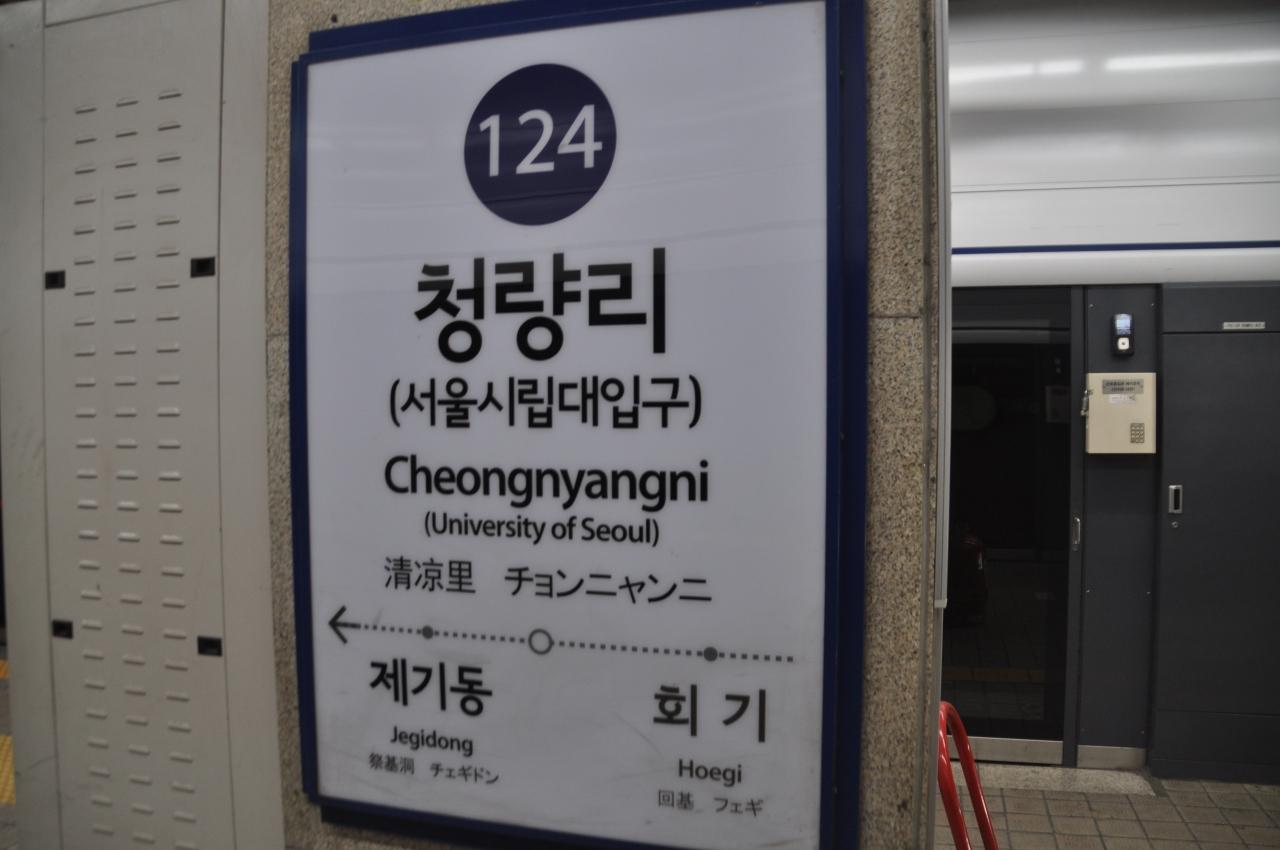 124
청량리
(서울시립대입구)
Cheongnyangni
(University of Seoul)
清凉里 チョンニャンニ
제기동
Jegidong
祭基洞 チェギドン
회기
Hoegi
回基 フェギ